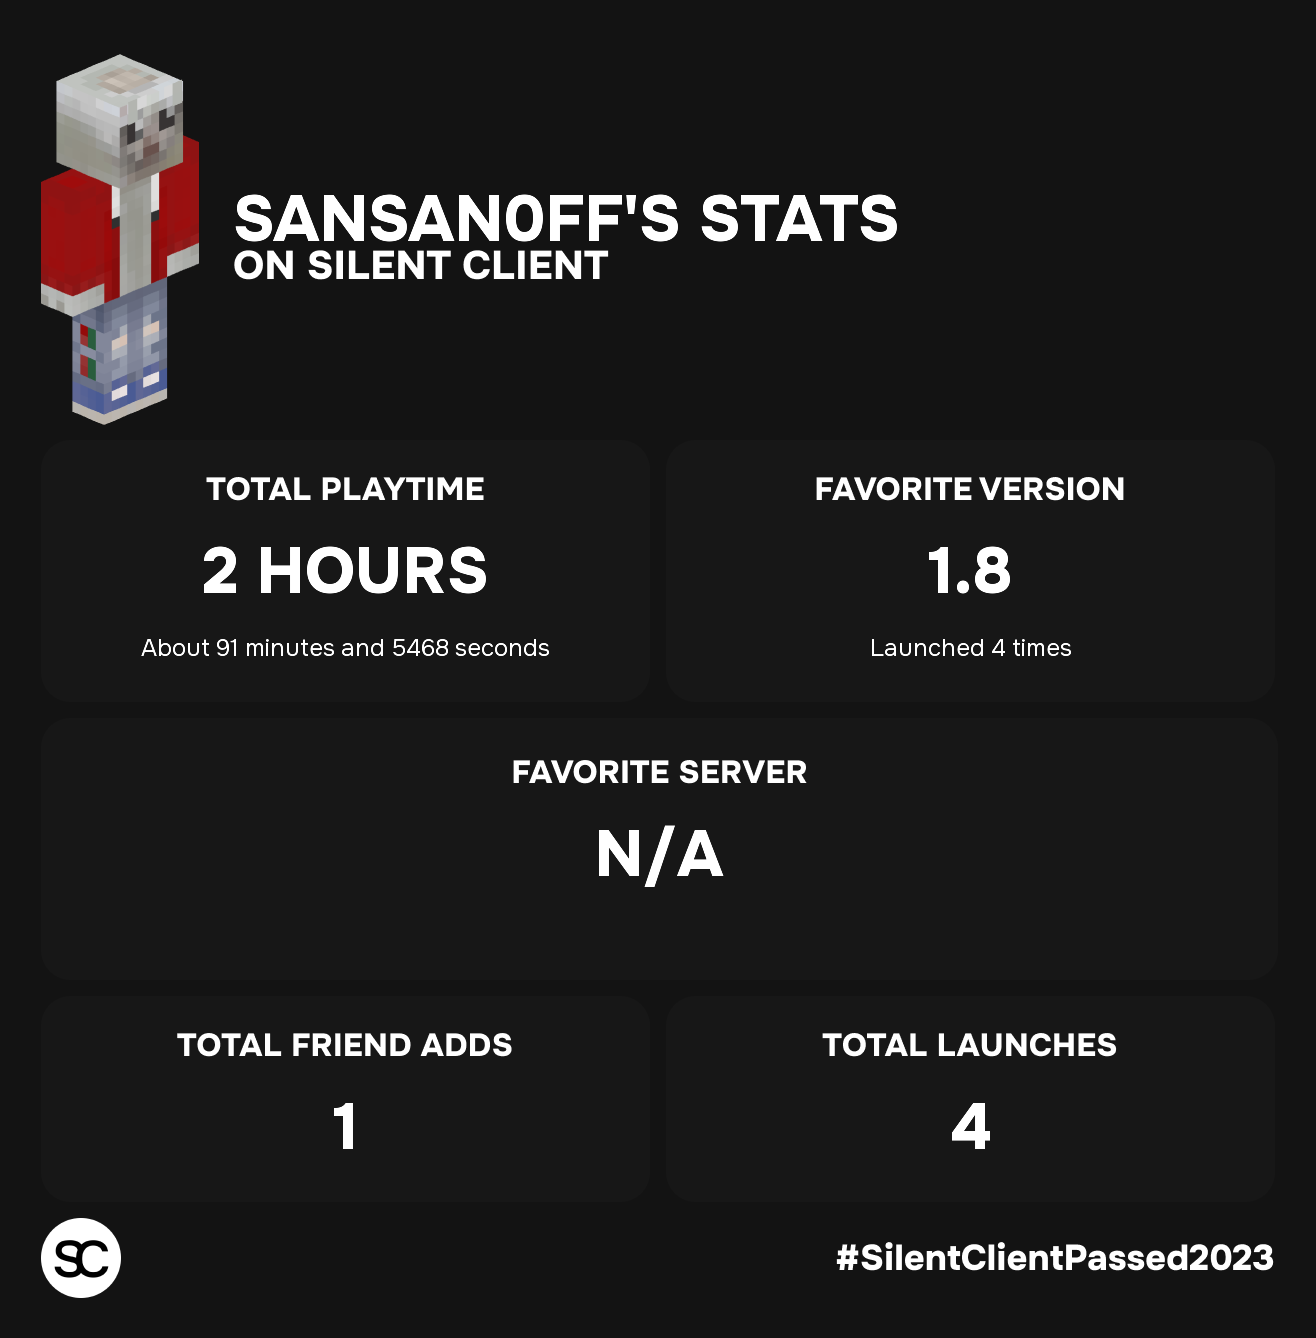 SANSAN0FF'S STATS
ON SILENT CLIENT
TOTAL PLAYTIME
2 HOURS
About 91 minutes and 5468 seconds
FAVORITE VERSION
1.8
Launched 4 times
FAVORITE SERVER
N/A
TOTAL FRIEND ADDS
1
TOTAL LAUNCHES
4
SC
#SilentClientPassed2023